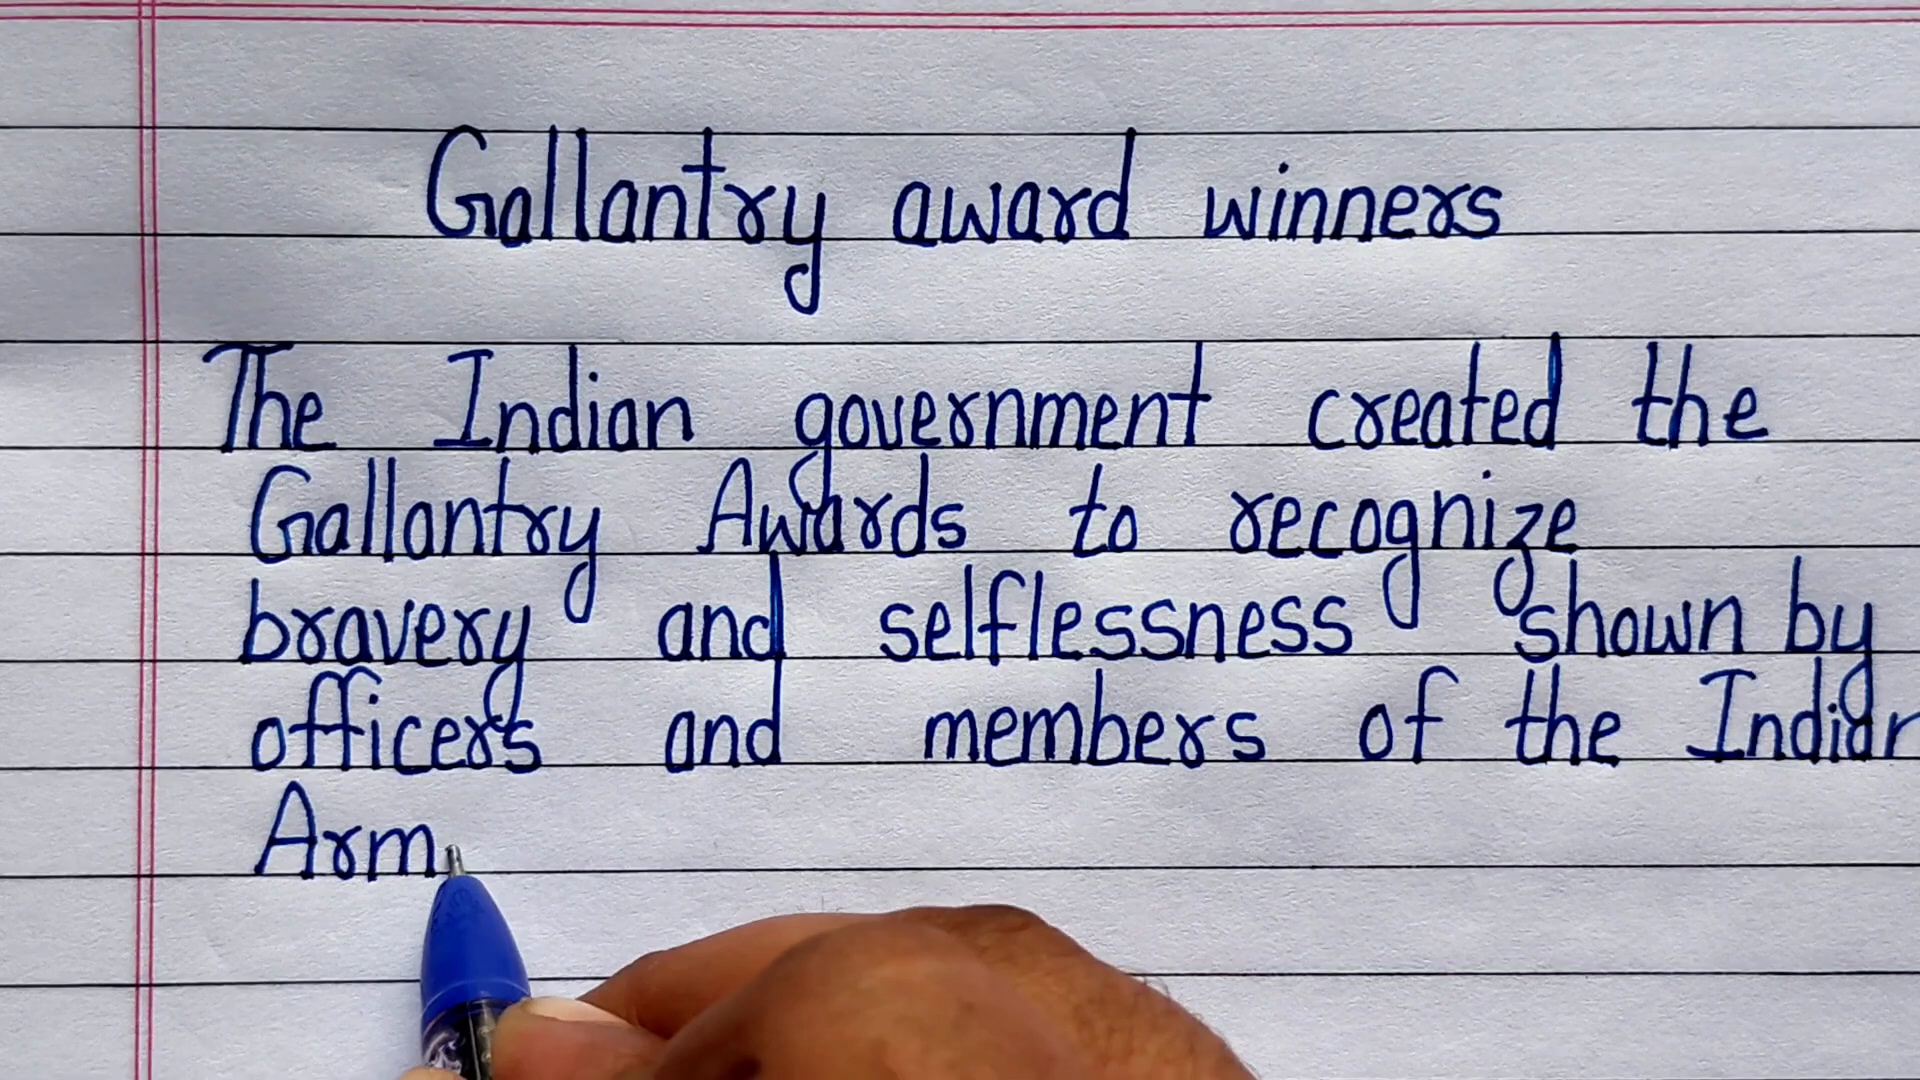 Gallantry award winners
The Indian government created the
Gallantry Awards to recognize
bravery and selflessness shown by
officers and members of the Indian
Arm